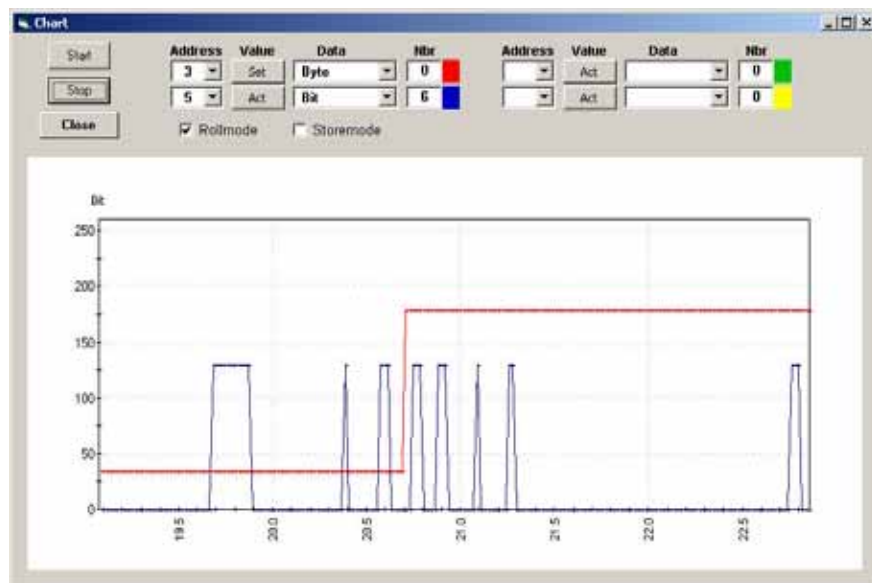 Chart
Start Address Value Data Nbr Address Value Data Nbr
3 Set Byte 0 Act 0
Stop 5 Act Bit 6 Act 0
Close Rollmode Storemode
Bit
250
200
150
100
50
0
19.5 20.0 20.5 21.0 21.5 22.0 22.5